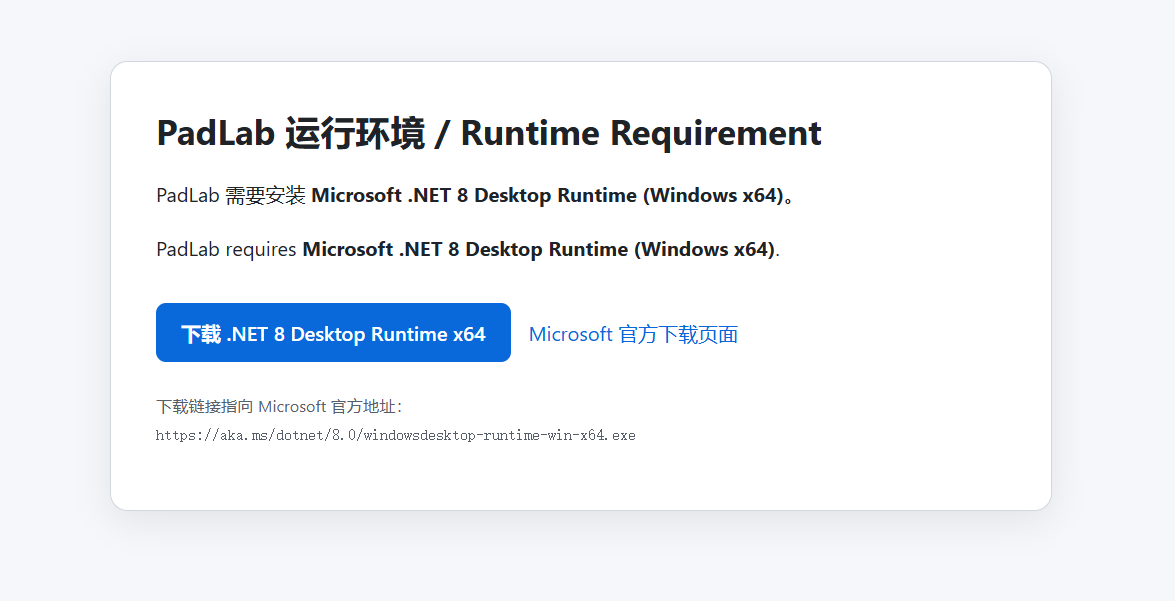 PadLab 运行环境 / Runtime Requirement
PadLab 需要安装 Microsoft .NET 8 Desktop Runtime (Windows x64)。
PadLab requires Microsoft .NET 8 Desktop Runtime (Windows x64).
下载 .NET 8 Desktop Runtime x64 Microsoft 官方下载页面
下载链接指向 Microsoft 官方地址：
https://aka.ms/dotnet/8.0/windowsdesktop-runtime-win-x64.exe